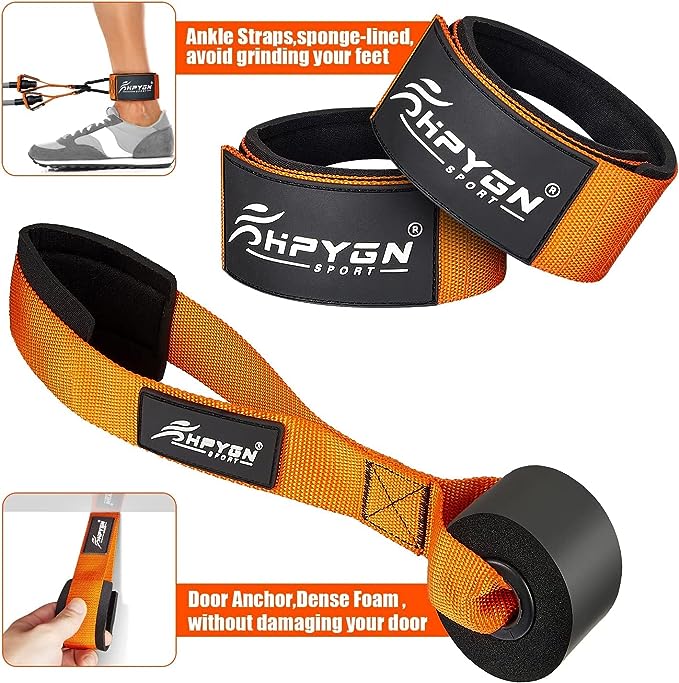 Ankle Straps,sponge-lined,
avoid grinding your feet
HPYGN®
SPORT
HPYGN®
SPORT
HPYGN®
SPORT
HPYGN
Door Anchor,Dense Foam ,
without damaging your door